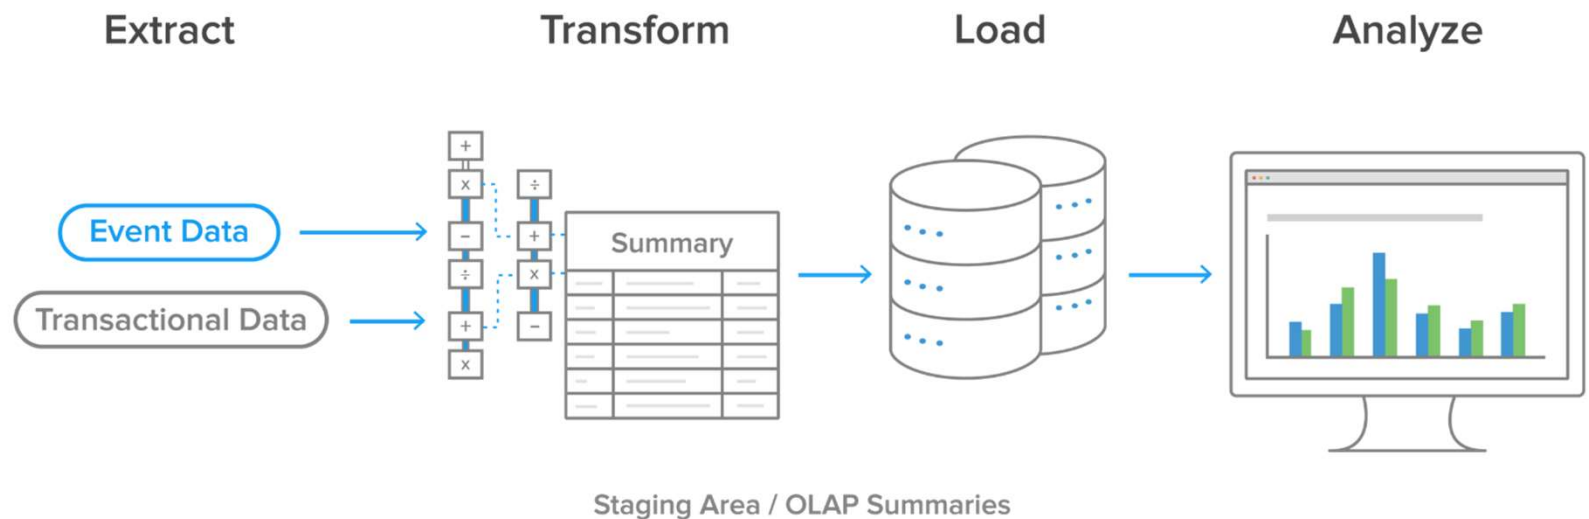 Extract
Transform
Load
Analyze
+
x
÷
Event Data
-
+
Summary
÷
x
Transactional Data
+
-
x
Staging Area / OLAP Summaries